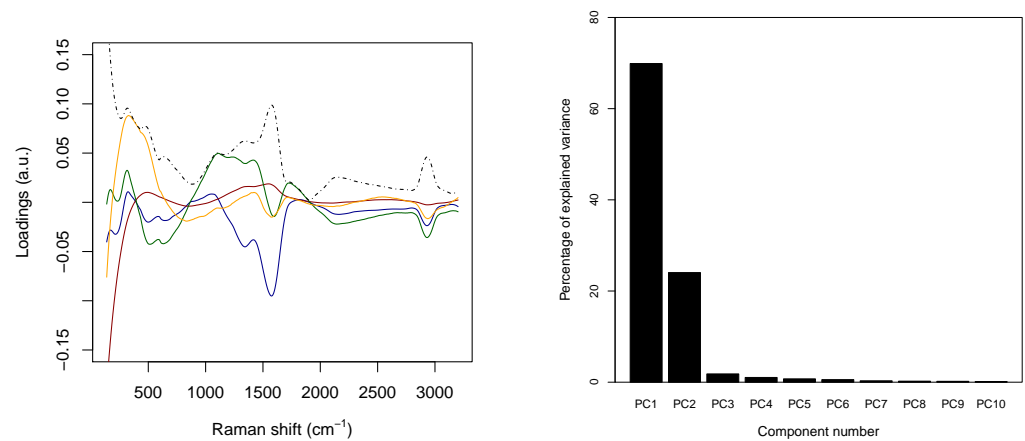 0.15
0.10
0.05
−0.05
−0.15
Loadings (a.u.)
500 1000 1500 2000 2500 3000
Raman shift (cm⁻¹)
80
60
40
20
0
Percentage of explained variance
PC1 PC2 PC3 PC4 PC5 PC6 PC7 PC8 PC9 PC10
Component number